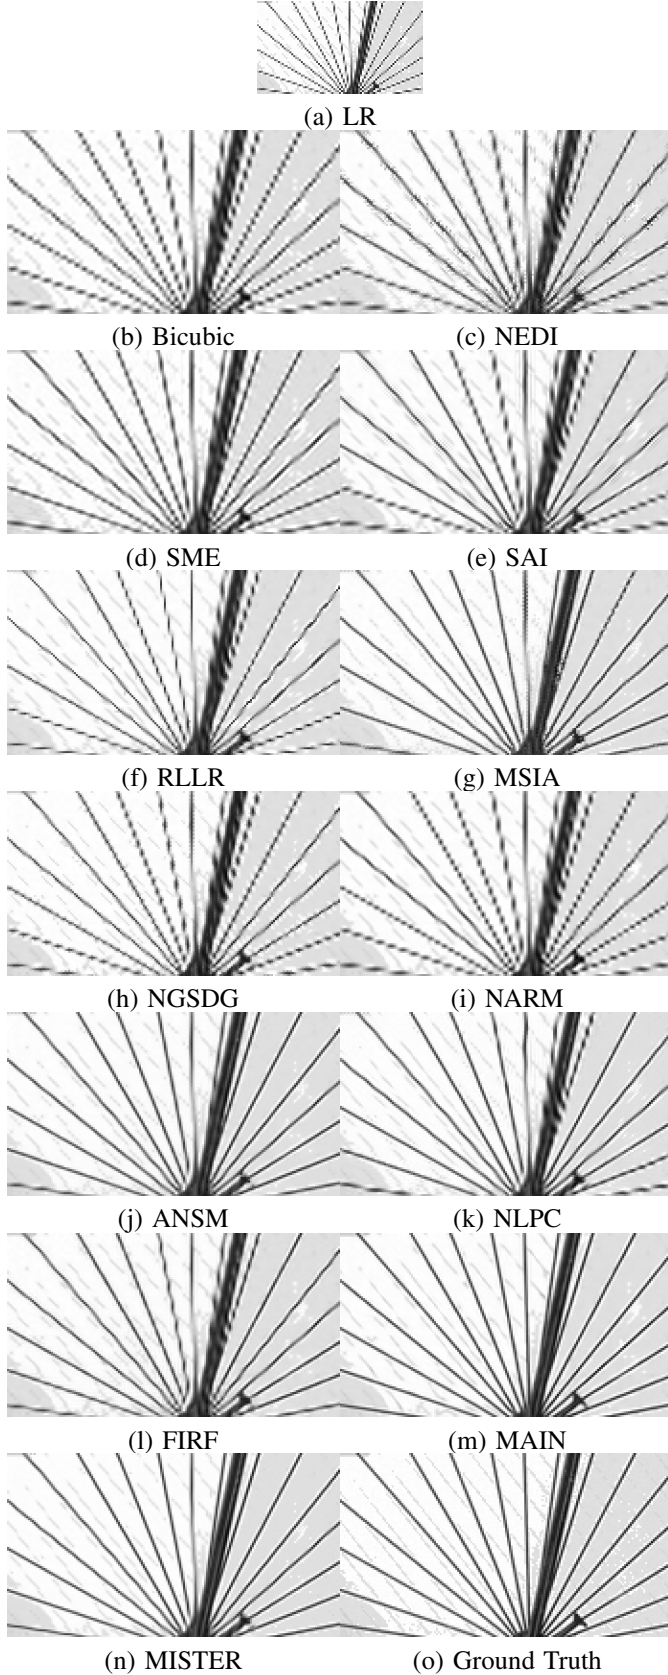 (a) LR
(b) Bicubic
(c) NEDI
(d) SME
(e) SAI
(f) RLLR
(g) MSIA
(h) NGSDG
(i) NARM
(j) ANSM
(k) NLPC
(l) FIRF
(m) MAIN
(n) MISTER
(o) Ground Truth